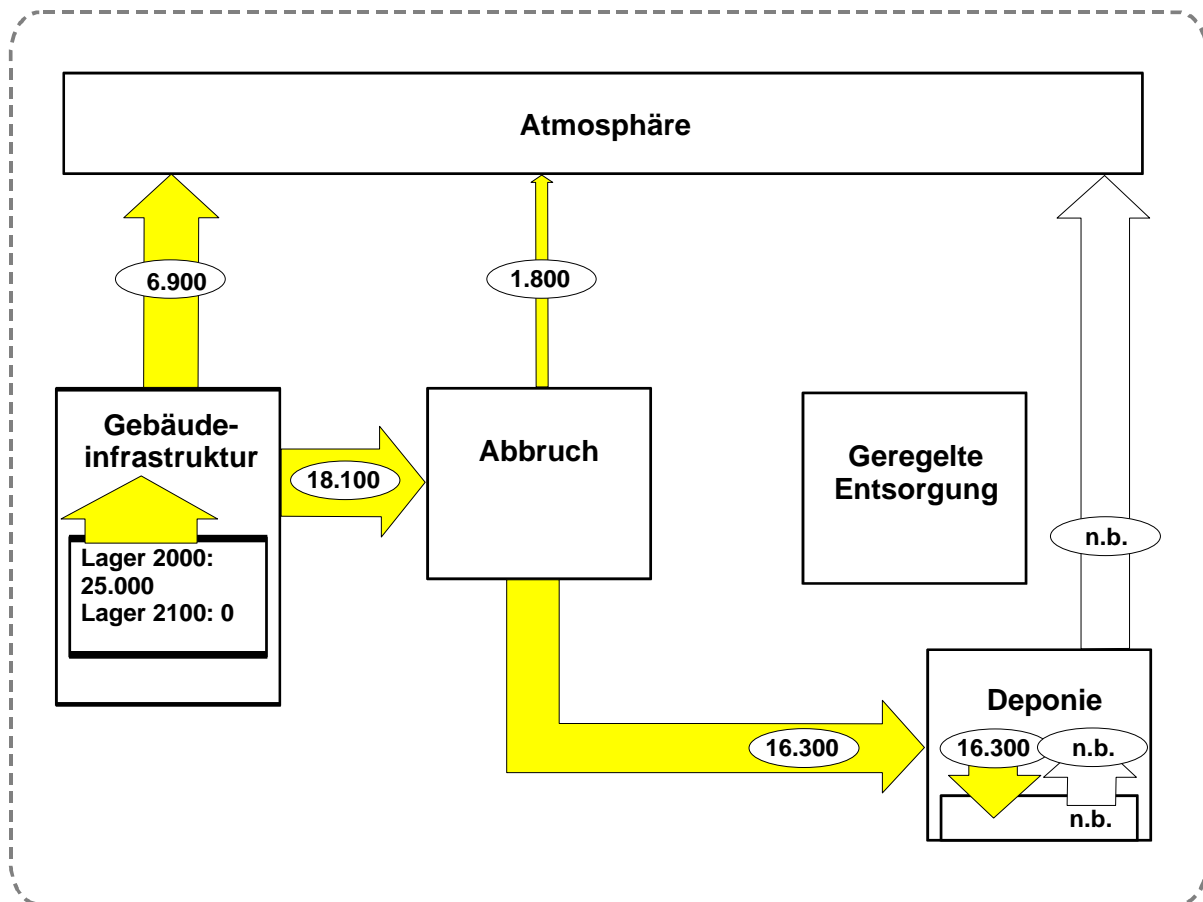 Atmosphäre
6.900
1.800
Gebäude-
infrastruktur
18.100
Abbruch
Geregelte
Entsorgung
n.b.
Lager 2000:
25.000
Lager 2100: 0
Deponie
16.300
16.300
n.b.
n.b.